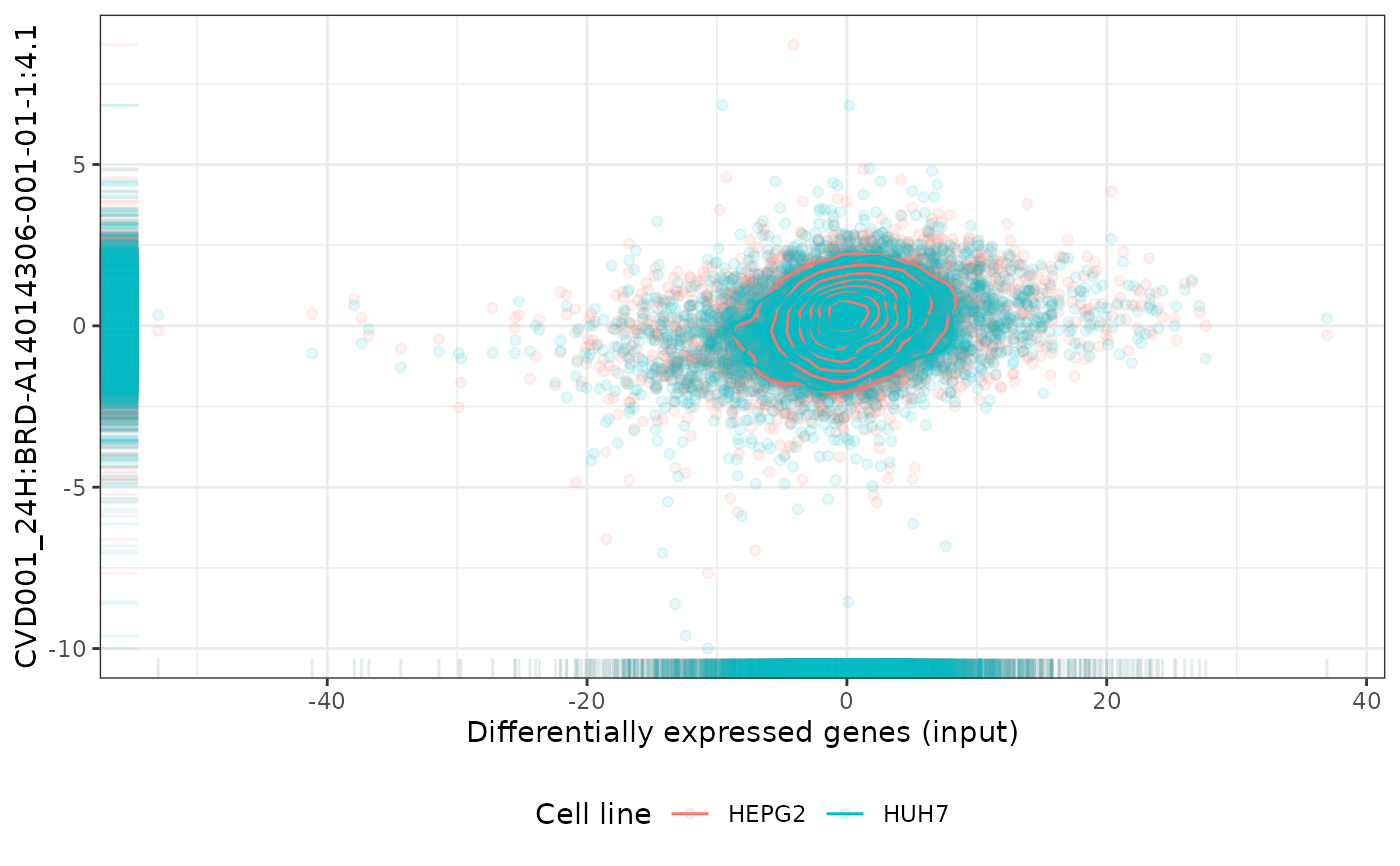 CVD001_24H:BRD-A14014306-001-01-1:4.1
5
0
-5
-10
-40 -20 0 20 40
Differentially expressed genes (input)
Cell line HEPG2 HUH7